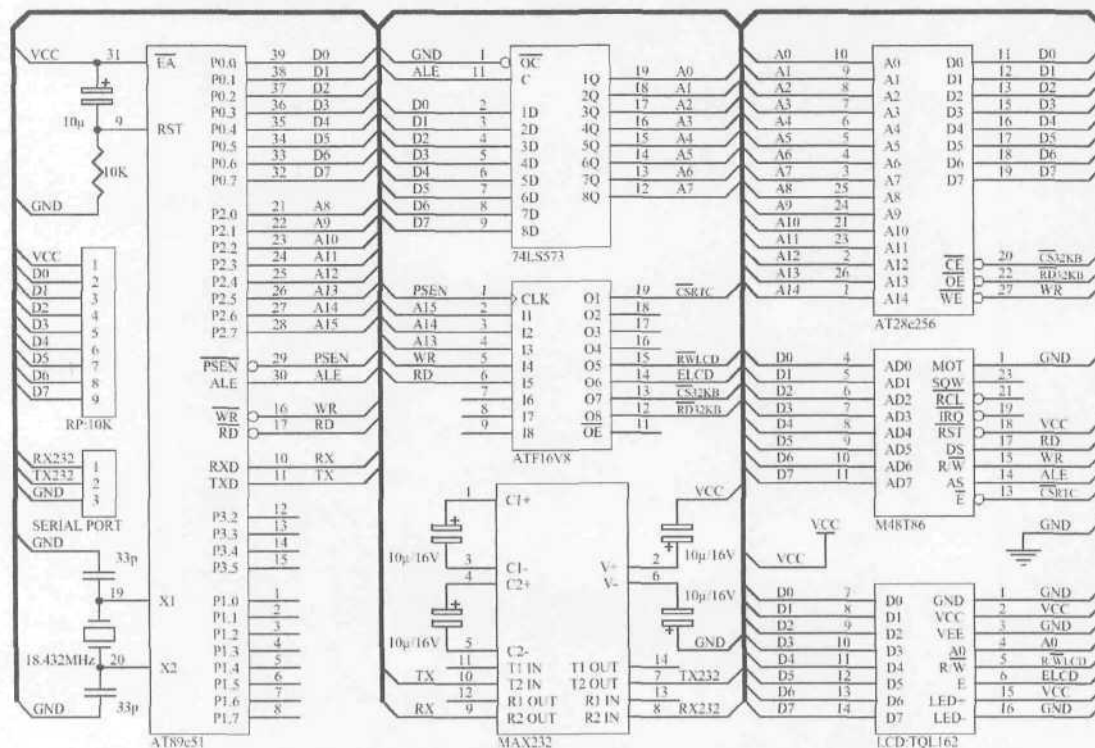 VCC 31 EA P0.0 39 D0
P0.1 38 D1
P0.2 37 D2
P0.3 36 D3
10μ 9 RST P0.4 35 D4
P0.5 34 D5
P0.6 33 D6
10K P0.7 32 D7
GND P2.0 21 A8
P2.1 22 A9
P2.2 23 A10
P2.3 24 A11
P2.4 25 A12
P2.5 26 A13
P2.6 27 A14
P2.7 28 A15
PSEN 29 PSEN
ALE 30 ALE
WR 16 WR
RD 17 RD
RXD 10 RX
TXD 11 TX
P3.2 12
P3.3 13
P3.4 14
P3.5 15
P1.0 1
P1.1 2
P1.2 3
P1.3 4
P1.4 5
P1.5 6
P1.6 7
P1.7 8
AT89c51
VCC 1
D0 2
D1 3
D2 4
D3 5
D4 6
D5 7
D6 8
D7 9
RP:10K
RX232 1
TX232 2
GND 3
SERIAL PORT
GND
33p
19 X1
18.432MHz 20 X2
GND 33p
GND 1 OC
ALE 11 C 1Q 19 A0
2Q 18 A1
D0 2 1D 3Q 17 A2
D1 3 2D 4Q 16 A3
D2 4 3D 5Q 15 A4
D3 5 4D 6Q 14 A5
D4 6 5D 7Q 13 A6
D5 7 6D 8Q 12 A7
D6 8 7D
D7 9 8D
74LS573
PSEN 1 CLK O1 19 CSRTC
A15 2 I1 O2 18
A14 3 I2 O3 17
A13 4 I3 O4 16
WR 5 I4 O5 15 RWLCD
RD 6 I5 O6 14 ELCD
7 I6 O7 13 CS32KB
8 I7 O8 12 RD32KB
9 I8 OE 11
ATF16V8
1 C1+ VCC
10μ/16V 10μ/16V
3 C1- V+ 2
4 C2+ V- 6
10μ/16V 10μ/16V
5 C2- GND
11 T1 IN T1 OUT 14
TX 10 T2 IN T2 OUT 7 TX232
12 R1 OUT R1 IN 13
RX 9 R2 OUT R2 IN 8 RX232
MAX232
A0 10 A0 D0 11 D0
A1 9 A1 D1 12 D1
A2 8 A2 D2 13 D2
A3 7 A3 D3 15 D3
A4 6 A4 D4 16 D4
A5 5 A5 D5 17 D5
A6 4 A6 D6 18 D6
A7 3 A7 D7 19 D7
A8 25 A8
A9 24 A9
A10 21 A10
A11 23 A11
A12 2 A12 CE 20 CS32KB
A13 26 A13 OE 22 RD32KB
A14 1 A14 WE 27 WR
AT28c256
D0 4 AD0 MOT 1 GND
D1 5 AD1 SQW 23
D2 6 AD2 RCL 21
D3 7 AD3 IRQ 19
D4 8 AD4 RST 18 VCC
D5 9 AD5 DS 17 RD
D6 10 AD6 R/W 15 WR
D7 11 AD7 AS 14 ALE
E 13 CSRTC
M48T86
VCC GND
VCC
D0 7 D0 GND 1 GND
D1 8 D1 VCC 2 VCC
D2 9 D2 VEE 3 GND
D3 10 D3 A0 4 A0
D4 11 D4 R/W 5 R/WLCD
D5 12 D5 E 6 ELCD
D6 13 D6 LED+ 15 VCC
D7 14 D7 LED- 16 GND
LCD:TQL162